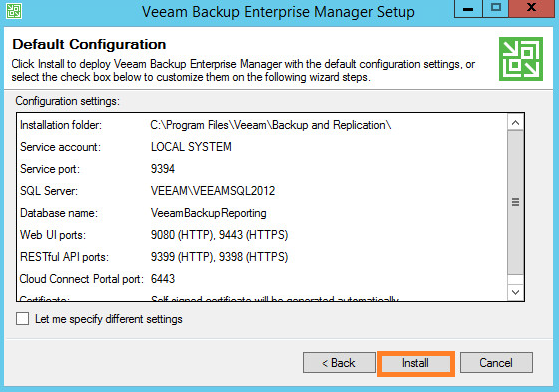 Veeam Backup Enterprise Manager Setup
Default Configuration
Click Install to deploy Veeam Backup Enterprise Manager with the default configuration settings, or
select the check box below to customize them on the following wizard steps.
Configuration settings:
Installation folder: C:\Program Files\Veeam\Backup and Replication\
Service account: LOCAL SYSTEM
Service port: 9394
SQL Server: VEEAM\VEEAMSQL2012
Database name: VeeamBackupReporting
Web UI ports: 9080 (HTTP), 9443 (HTTPS)
RESTful API ports: 9399 (HTTP), 9398 (HTTPS)
Cloud Connect Portal port: 6443
Certificate: Self-signed certificate will be generated automatically
Let me specify different settings
< Back Install Cancel